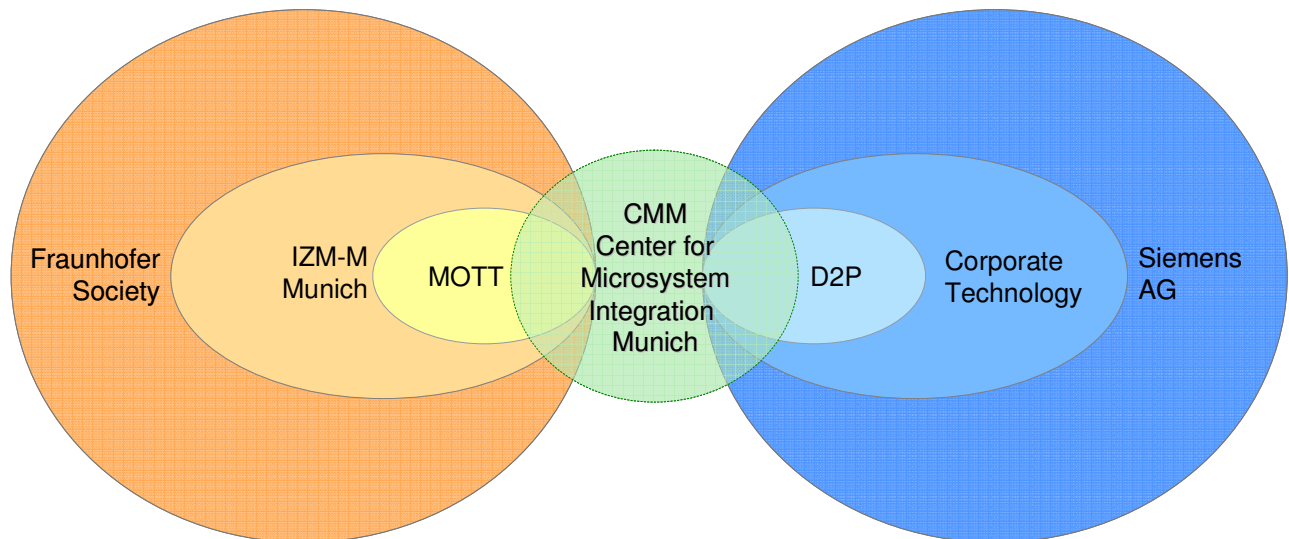 Fraunhofer
Society
IZM-M
Munich
MOTT
CMM
Center for
Microsystem
Integration
Munich
D2P
Corporate
Technology
Siemens
AG